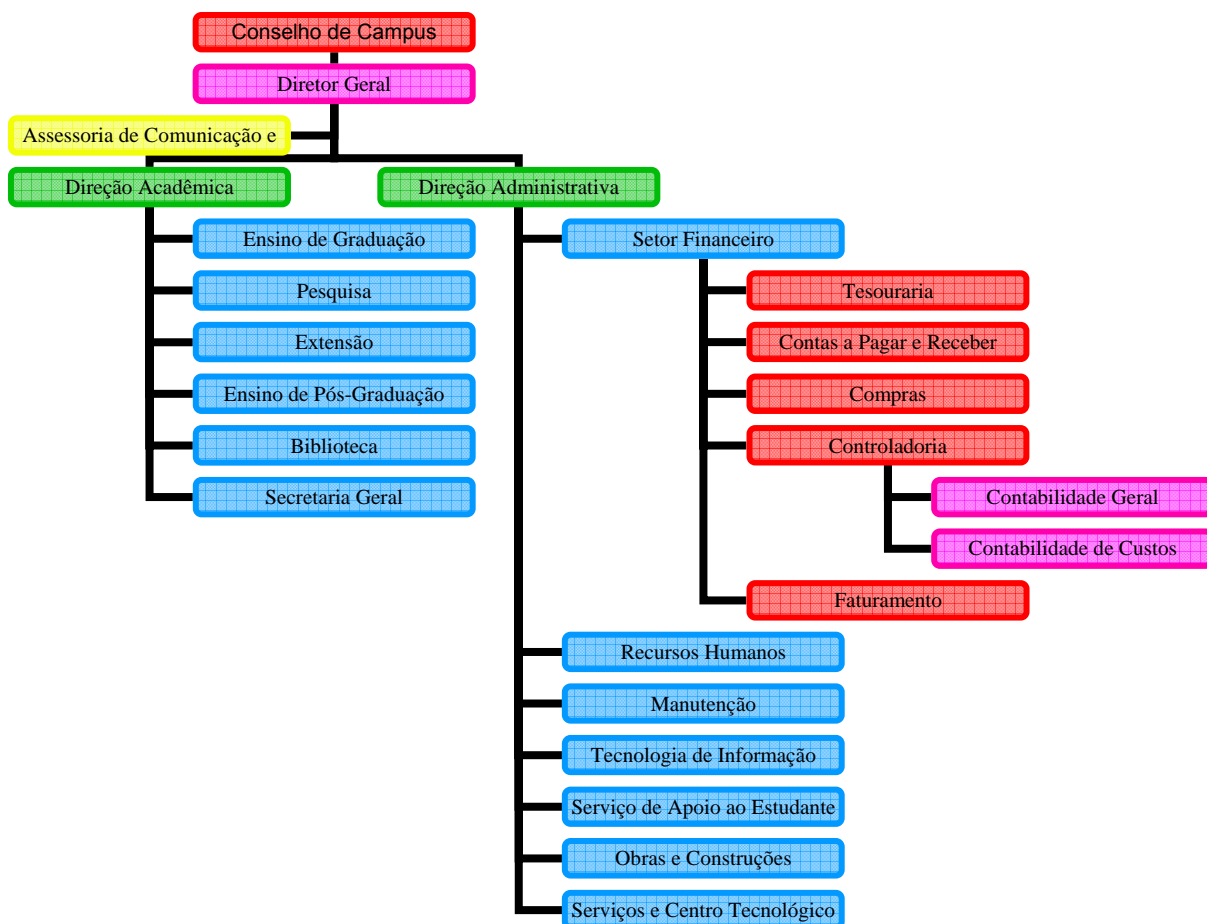 Conselho de Campus
Diretor Geral
Assessoria de Comunicação e
Direção Acadêmica
Direção Administrativa
Ensino de Graduação
Setor Financeiro
Pesquisa
Tesouraria
Extensão
Contas a Pagar e Receber
Ensino de Pós-Graduação
Compras
Biblioteca
Controladoria
Secretaria Geral
Contabilidade Geral
Contabilidade de Custos
Faturamento
Recursos Humanos
Manutenção
Tecnologia de Informação
Serviço de Apoio ao Estudante
Obras e Construções
Serviços e Centro Tecnológico